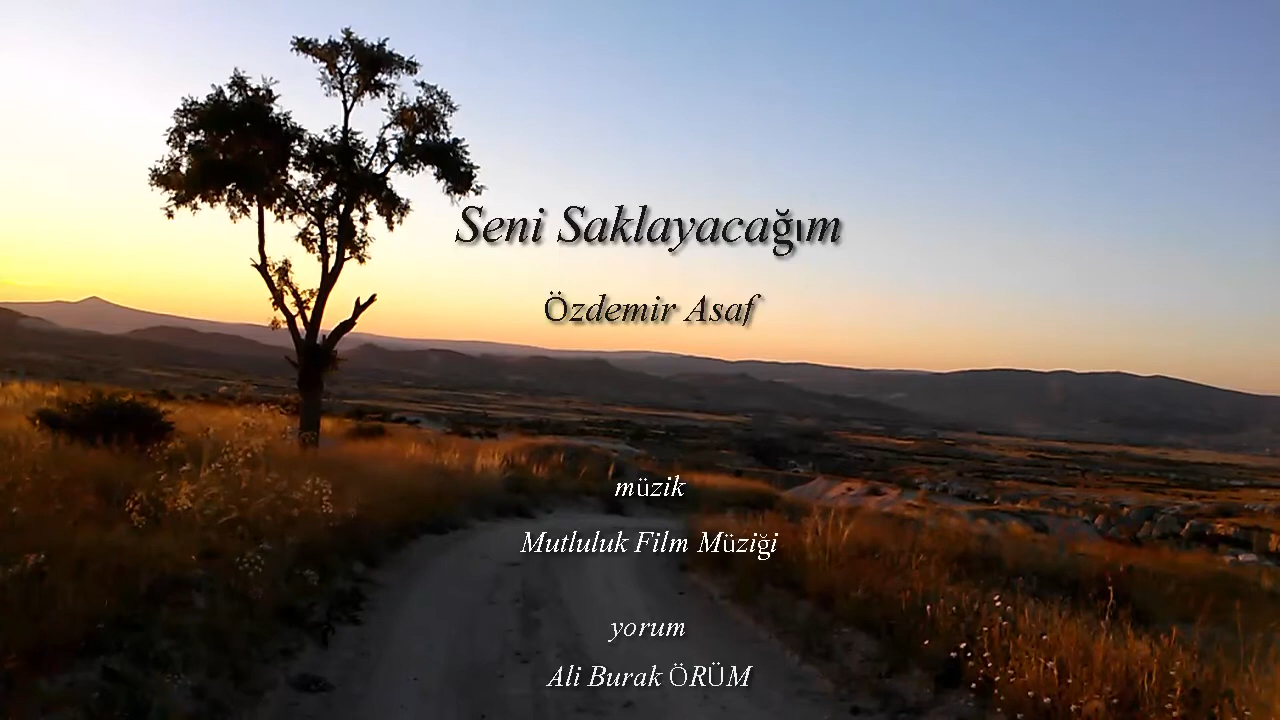 Seni Saklayacağım
Özdemir Asaf
müzik
Mutluluk Film Müziği
yorum
Ali Burak ÖRÜM